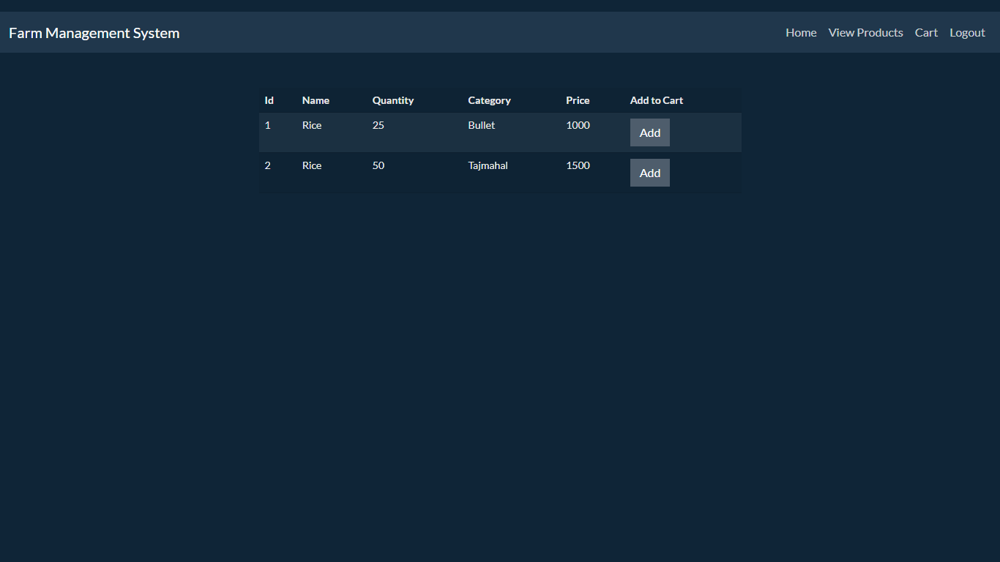 Farm Management System Home View Products Cart Logout
Id Name Quantity Category Price Add to Cart
1 Rice 25 Bullet 1000 Add
2 Rice 50 Tajmahal 1500 Add